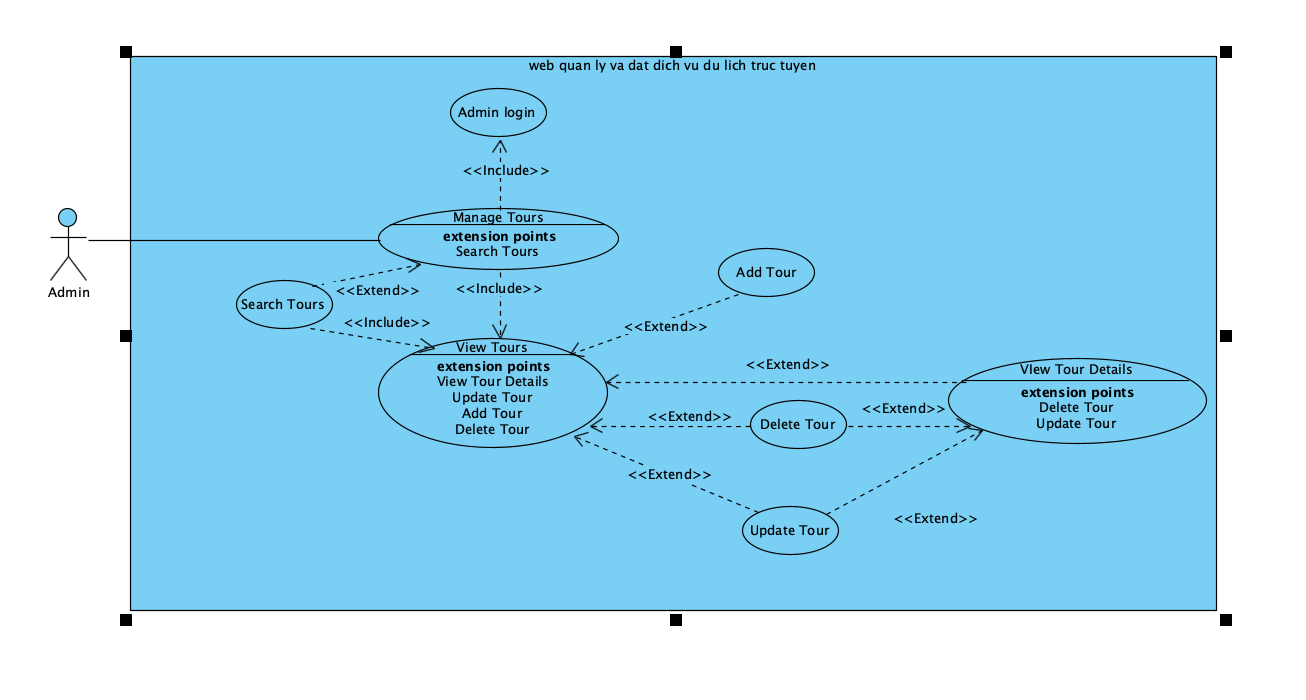 web quan ly va dat dich vu du lich truc tuyen
Admin login
<<Include>>
Manage Tours
extension points
Search Tours
Admin
<<Extend>>
<<Include>>
Search Tours
<<Include>>
Add Tour
<<Extend>>
View Tours
extension points
View Tour Details
Update Tour
Add Tour
Delete Tour
<<Extend>>
VIew Tour Details
extension points
Delete Tour
Update Tour
<<Extend>>
Delete Tour
<<Extend>>
<<Extend>>
Update Tour
<<Extend>>